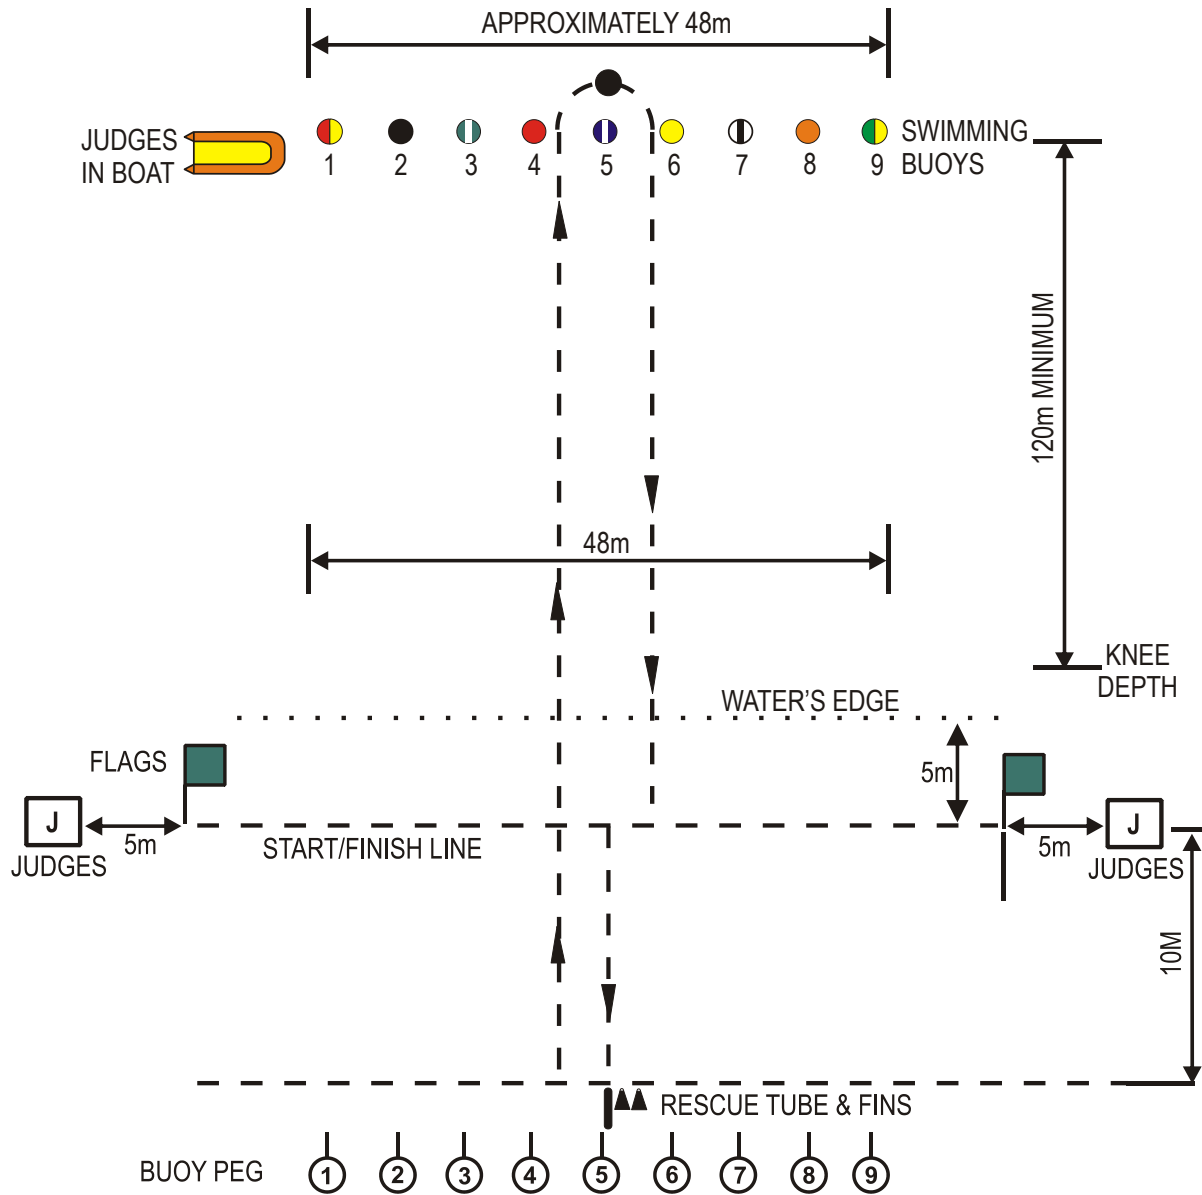 APPROXIMATELY 48m
JUDGES
IN BOAT
SWIMMING
BUOYS
1 2 3 4 5 6 7 8 9
120m MINIMUM
48m
KNEE
DEPTH
WATER'S EDGE
FLAGS
5m
J
JUDGES
5m
START/FINISH LINE
5m
J
JUDGES
10M
RESCUE TUBE & FINS
BUOY PEG
1 2 3 4 5 6 7 8 9